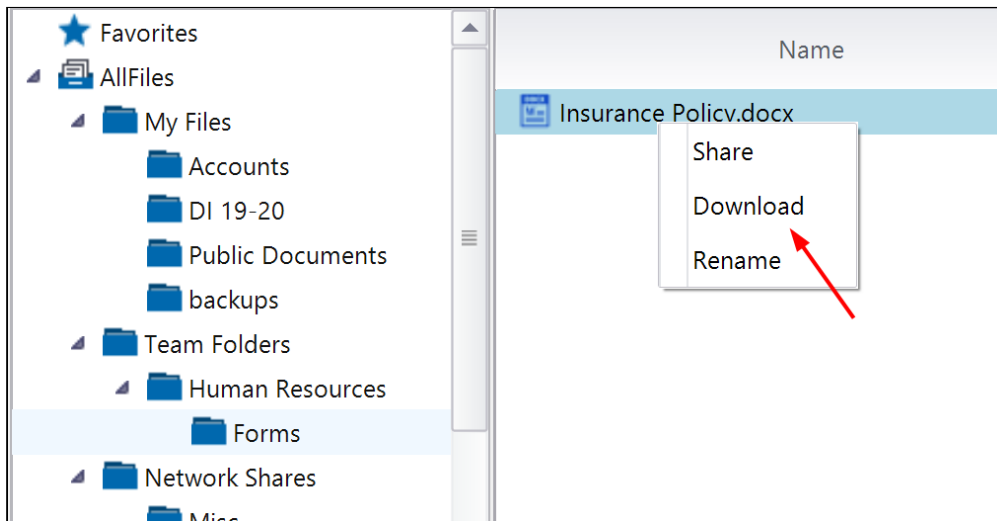 Favorites
AllFiles
My Files
Accounts
DI 19-20
Public Documents
backups
Team Folders
Human Resources
Forms
Network Shares
Misc
Name
Insurance Policy.docx
Share
Download
Rename